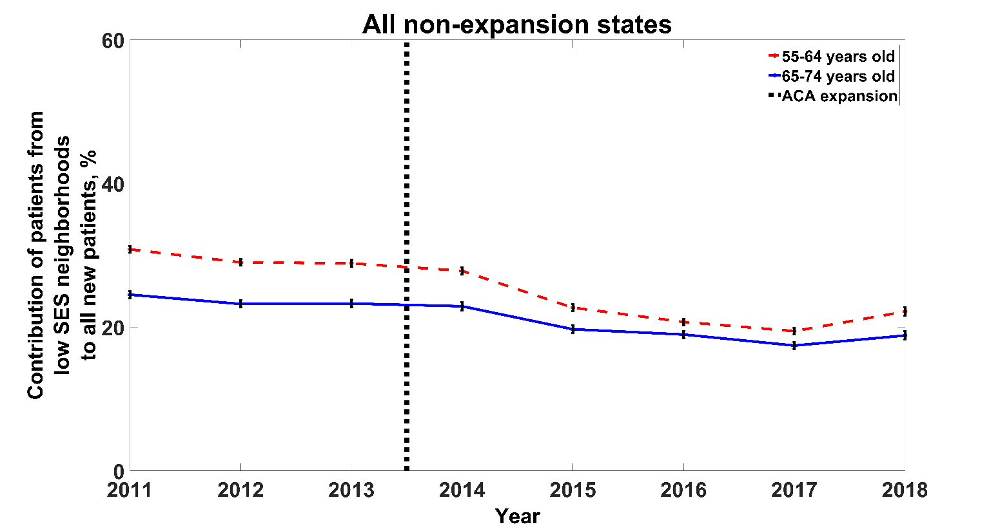 All non-expansion states
60
40
20
0
Contribution of patients from
low SES neighborhoods
to all new patients, %
55-64 years old
65-74 years old
ACA expansion
2011 2012 2013 2014 2015 2016 2017 2018
Year